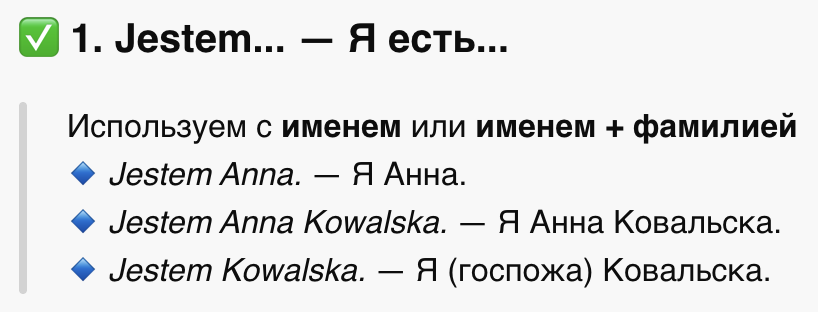 ✅ 1. Jestem... — Я есть...
Используем с именем или именем + фамилией
🔹 Jestem Anna. — Я Анна.
🔹 Jestem Anna Kowalska. — Я Анна Ковальска.
🔹 Jestem Kowalska. — Я (госпожа) Ковальска.